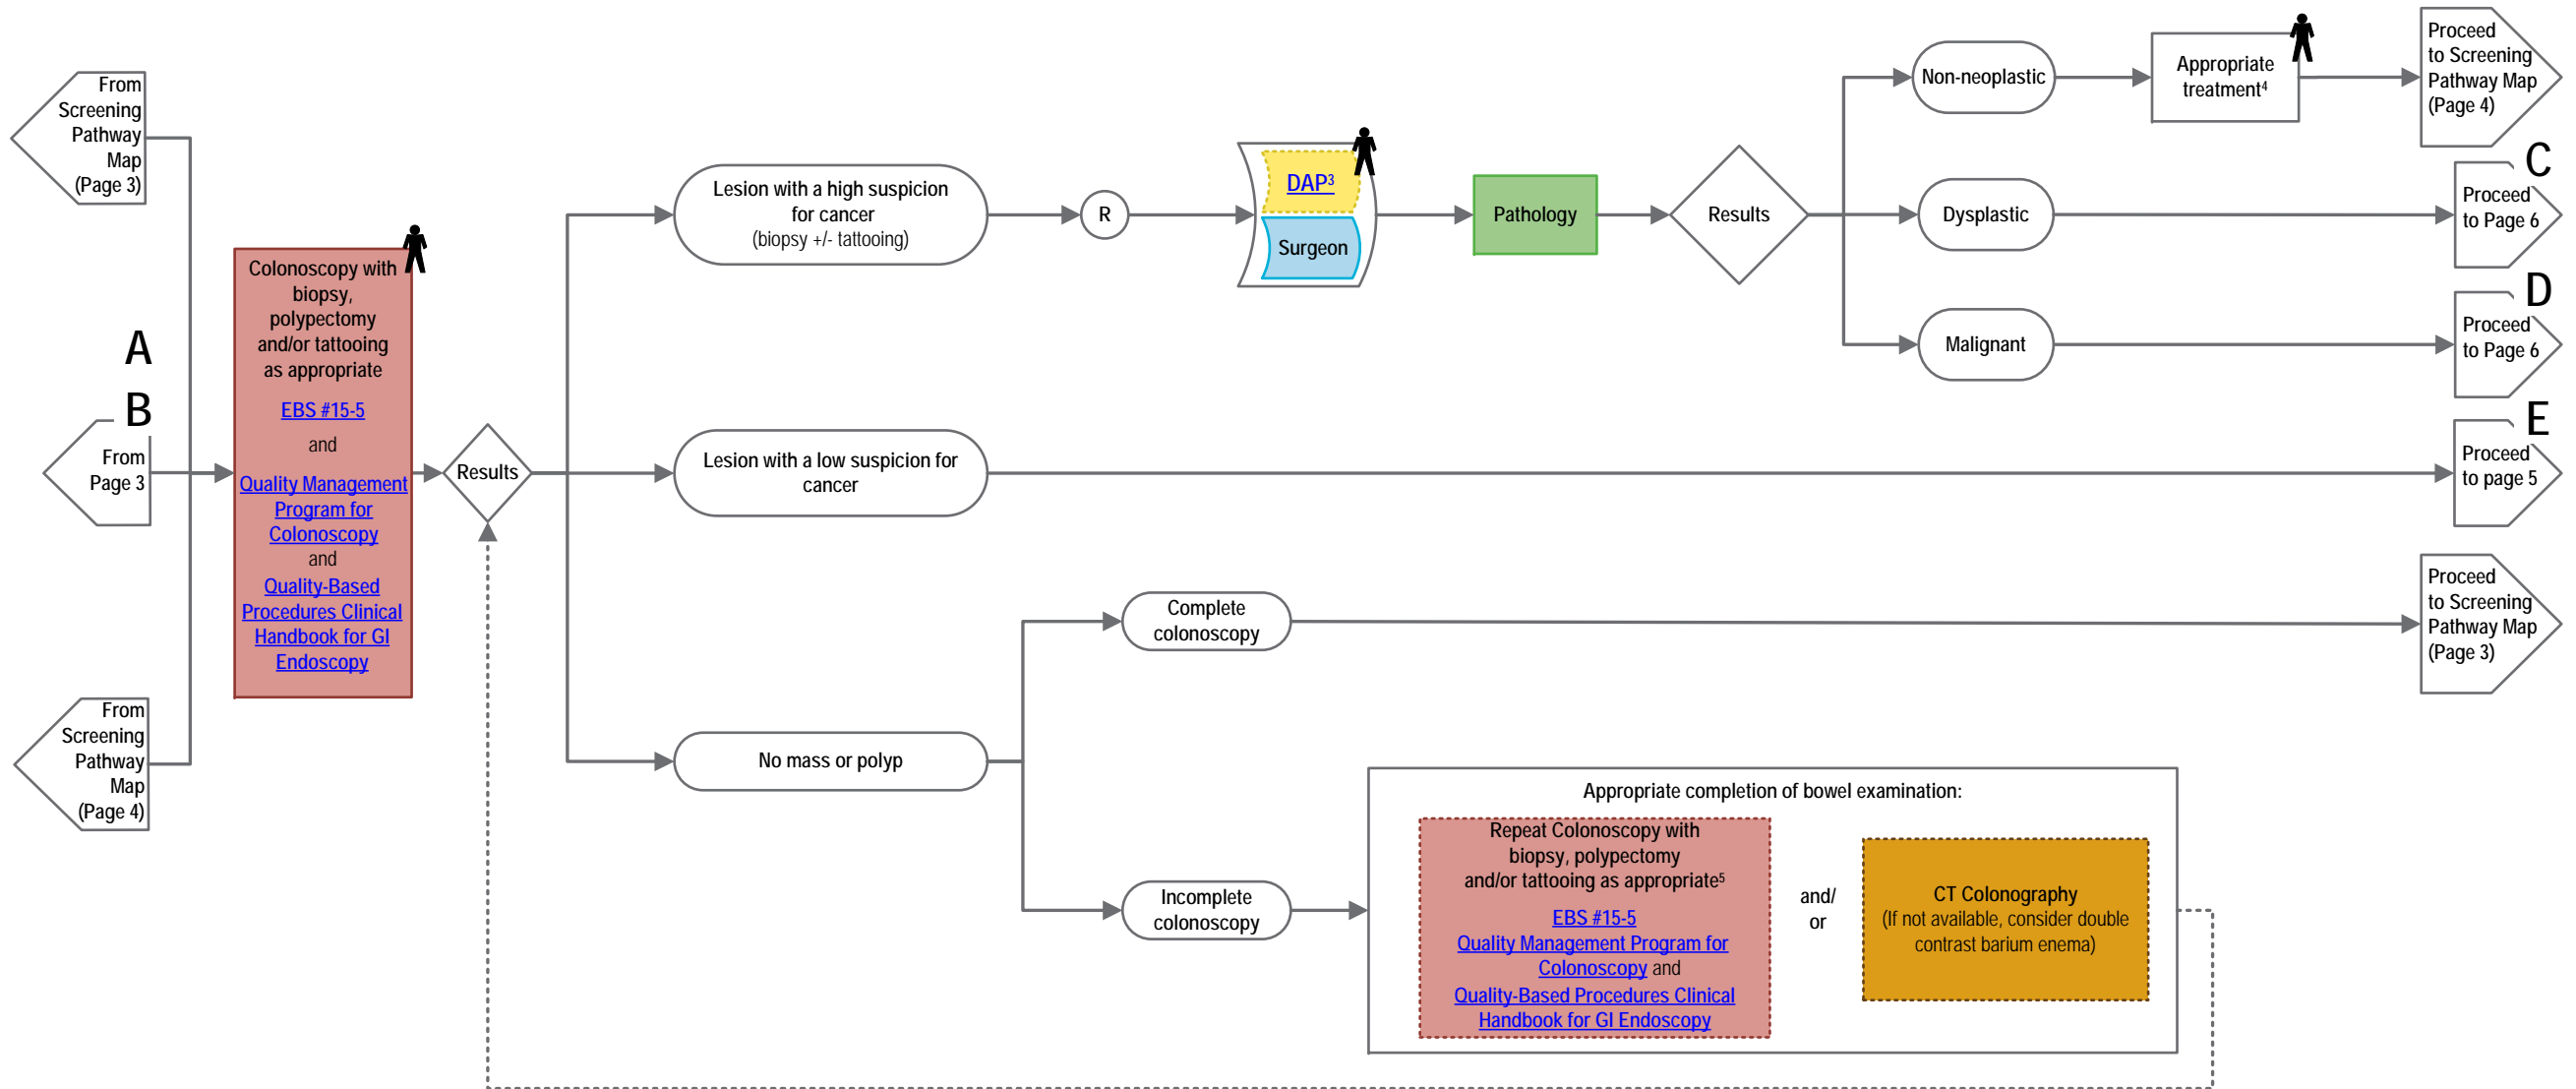 From
Screening
Pathway
Map
(Page 3)
A
B
From
Page 3
From
Screening
Pathway
Map
(Page 4)
Colonoscopy with
biopsy,
polypectomy
and/or tattooing
as appropriate
EBS #15-5
and
Quality Management
Program for
Colonoscopy
and
Quality-Based
Procedures Clinical
Handbook for GI
Endoscopy
Results
Lesion with a high suspicion
for cancer
(biopsy +/- tattooing)
R
DAP³
Surgeon
Pathology
Results
Non-neoplastic
Appropriate
treatment⁴
Proceed
to Screening
Pathway Map
(Page 4)
Dysplastic
C
Proceed
to Page 6
Malignant
D
Proceed
to Page 6
Lesion with a low suspicion for
cancer
E
Proceed
to page 5
No mass or polyp
Complete
colonoscopy
Proceed
to Screening
Pathway Map
(Page 3)
Incomplete
colonoscopy
Appropriate completion of bowel examination:
Repeat Colonoscopy with
biopsy, polypectomy
and/or tattooing as appropriate⁵
EBS #15-5
Quality Management Program for
Colonoscopy and
Quality-Based Procedures Clinical
Handbook for GI Endoscopy
and/
or
CT Colonography
(If not available, consider double
contrast barium enema)